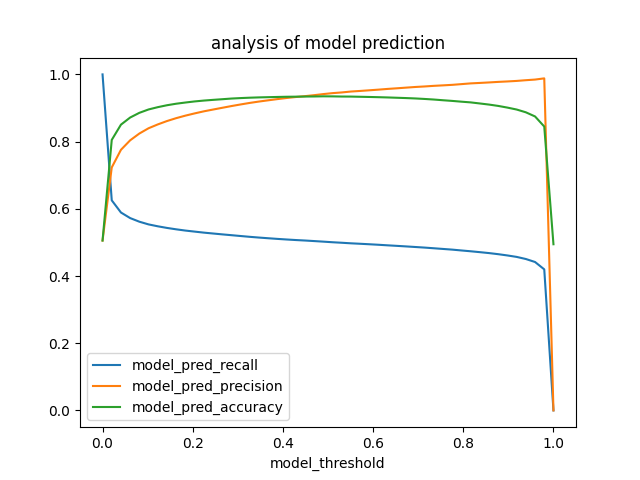 analysis of model prediction
1.0
0.8
0.6
0.4
0.2
0.0
model_pred_recall
model_pred_precision
model_pred_accuracy
0.0 0.2 0.4 0.6 0.8 1.0
model_threshold